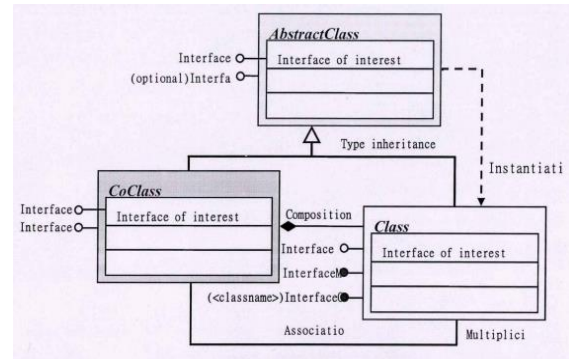 AbstractClass
Interface
Interface of interest
(optional)Interfa
Type inheritance
Instantiati
CoClass
Interface
Interface of interest
Interface
Composition
Class
Interface
Interface of interest
InterfaceM
(<classname>)Interface
Associatio
Multiplici